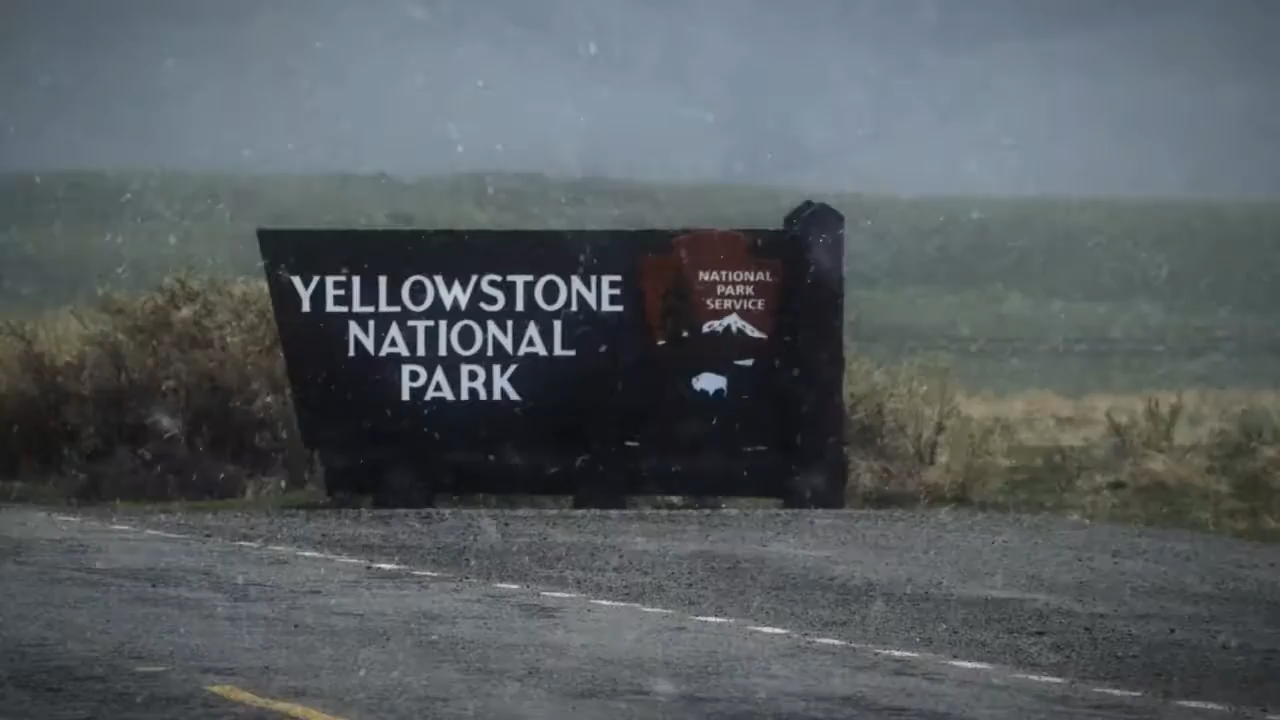 YELLOWSTONE
NATIONAL
PARK
NATIONAL
PARK
SERVICE